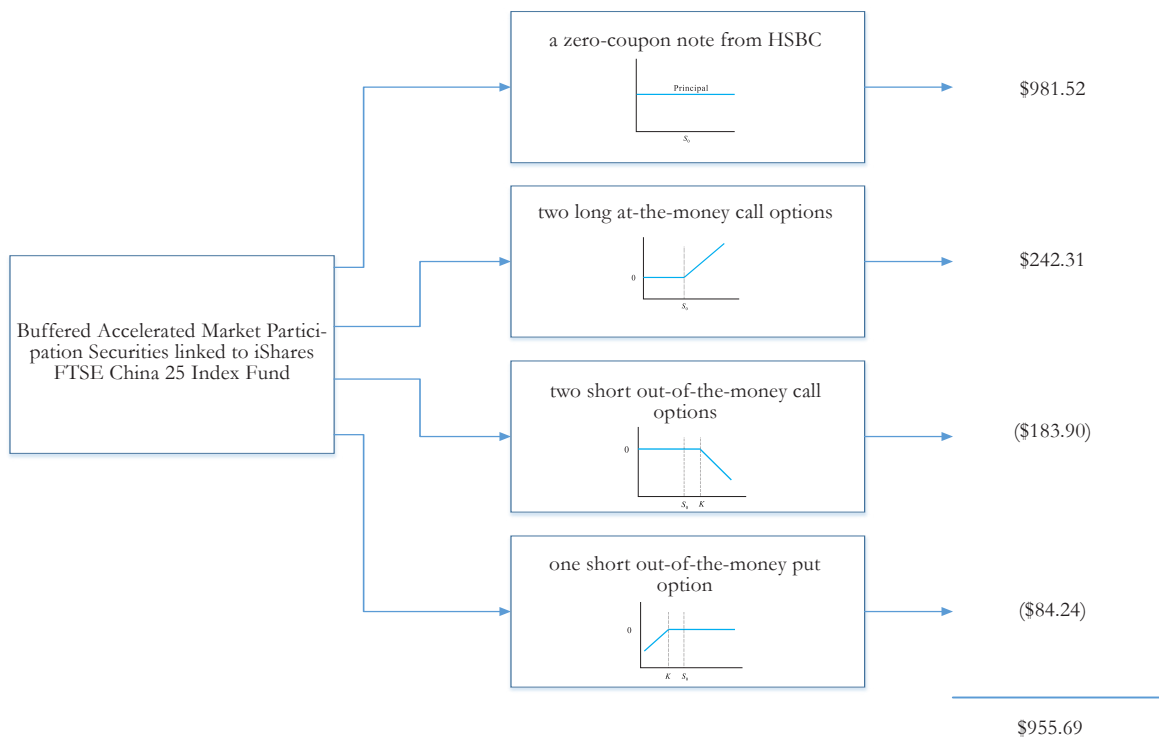 a zero-coupon note from HSBC
Principal
S₀
$981.52
two long at-the-money call options
0
S₀
$242.31
Buffered Accelerated Market Partici-
pation Securities linked to iShares
FTSE China 25 Index Fund
two short out-of-the-money call
options
0
S₀ K
($183.90)
one short out-of-the-money put
option
0
K S₀
($84.24)
$955.69